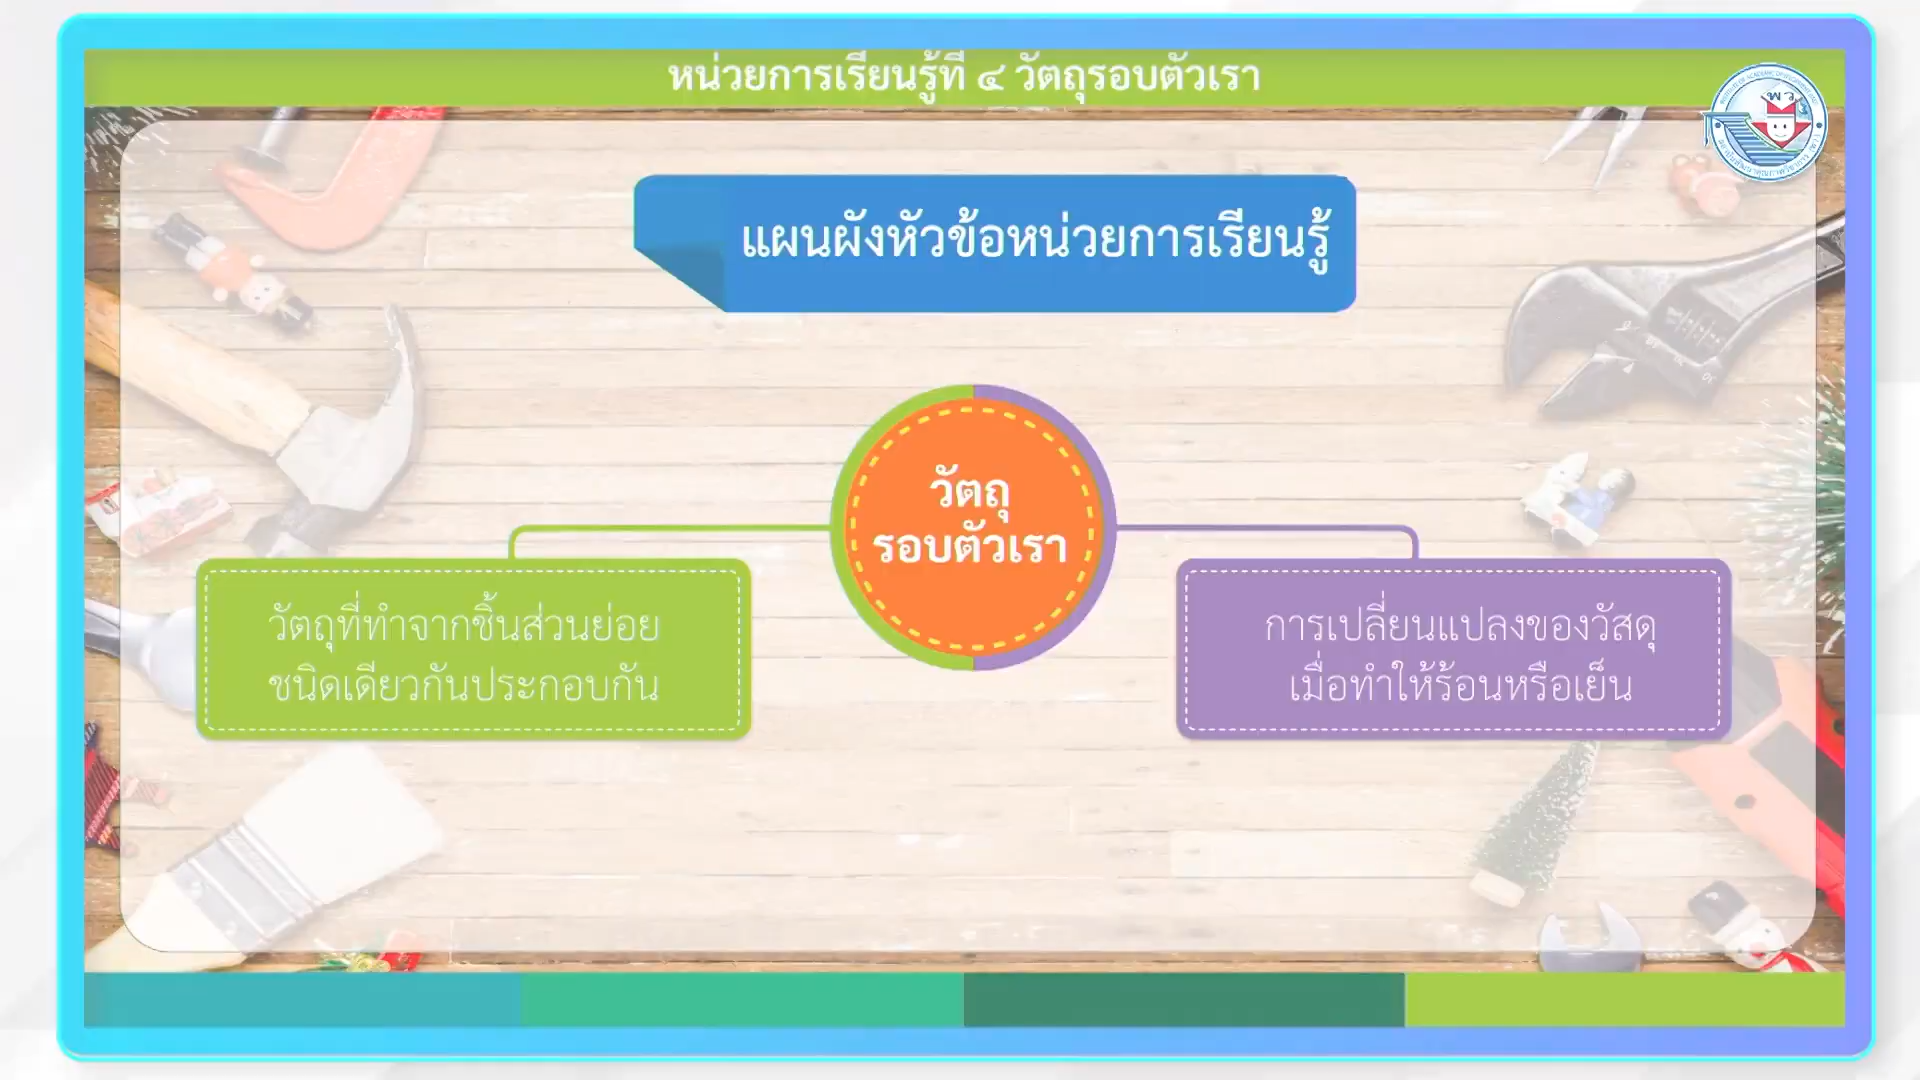 หน่วยการเรียนรู้ที่ ๔ วัตถุรอบตัวเรา
พว
แผนผังหัวข้อหน่วยการเรียนรู้
วัตถุ
รอบตัวเรา
วัตถุที่ทำจากชิ้นส่วนย่อย
ชนิดเดียวกันประกอบกัน
การเปลี่ยนแปลงของวัสดุ
เมื่อทำให้ร้อนหรือเย็น